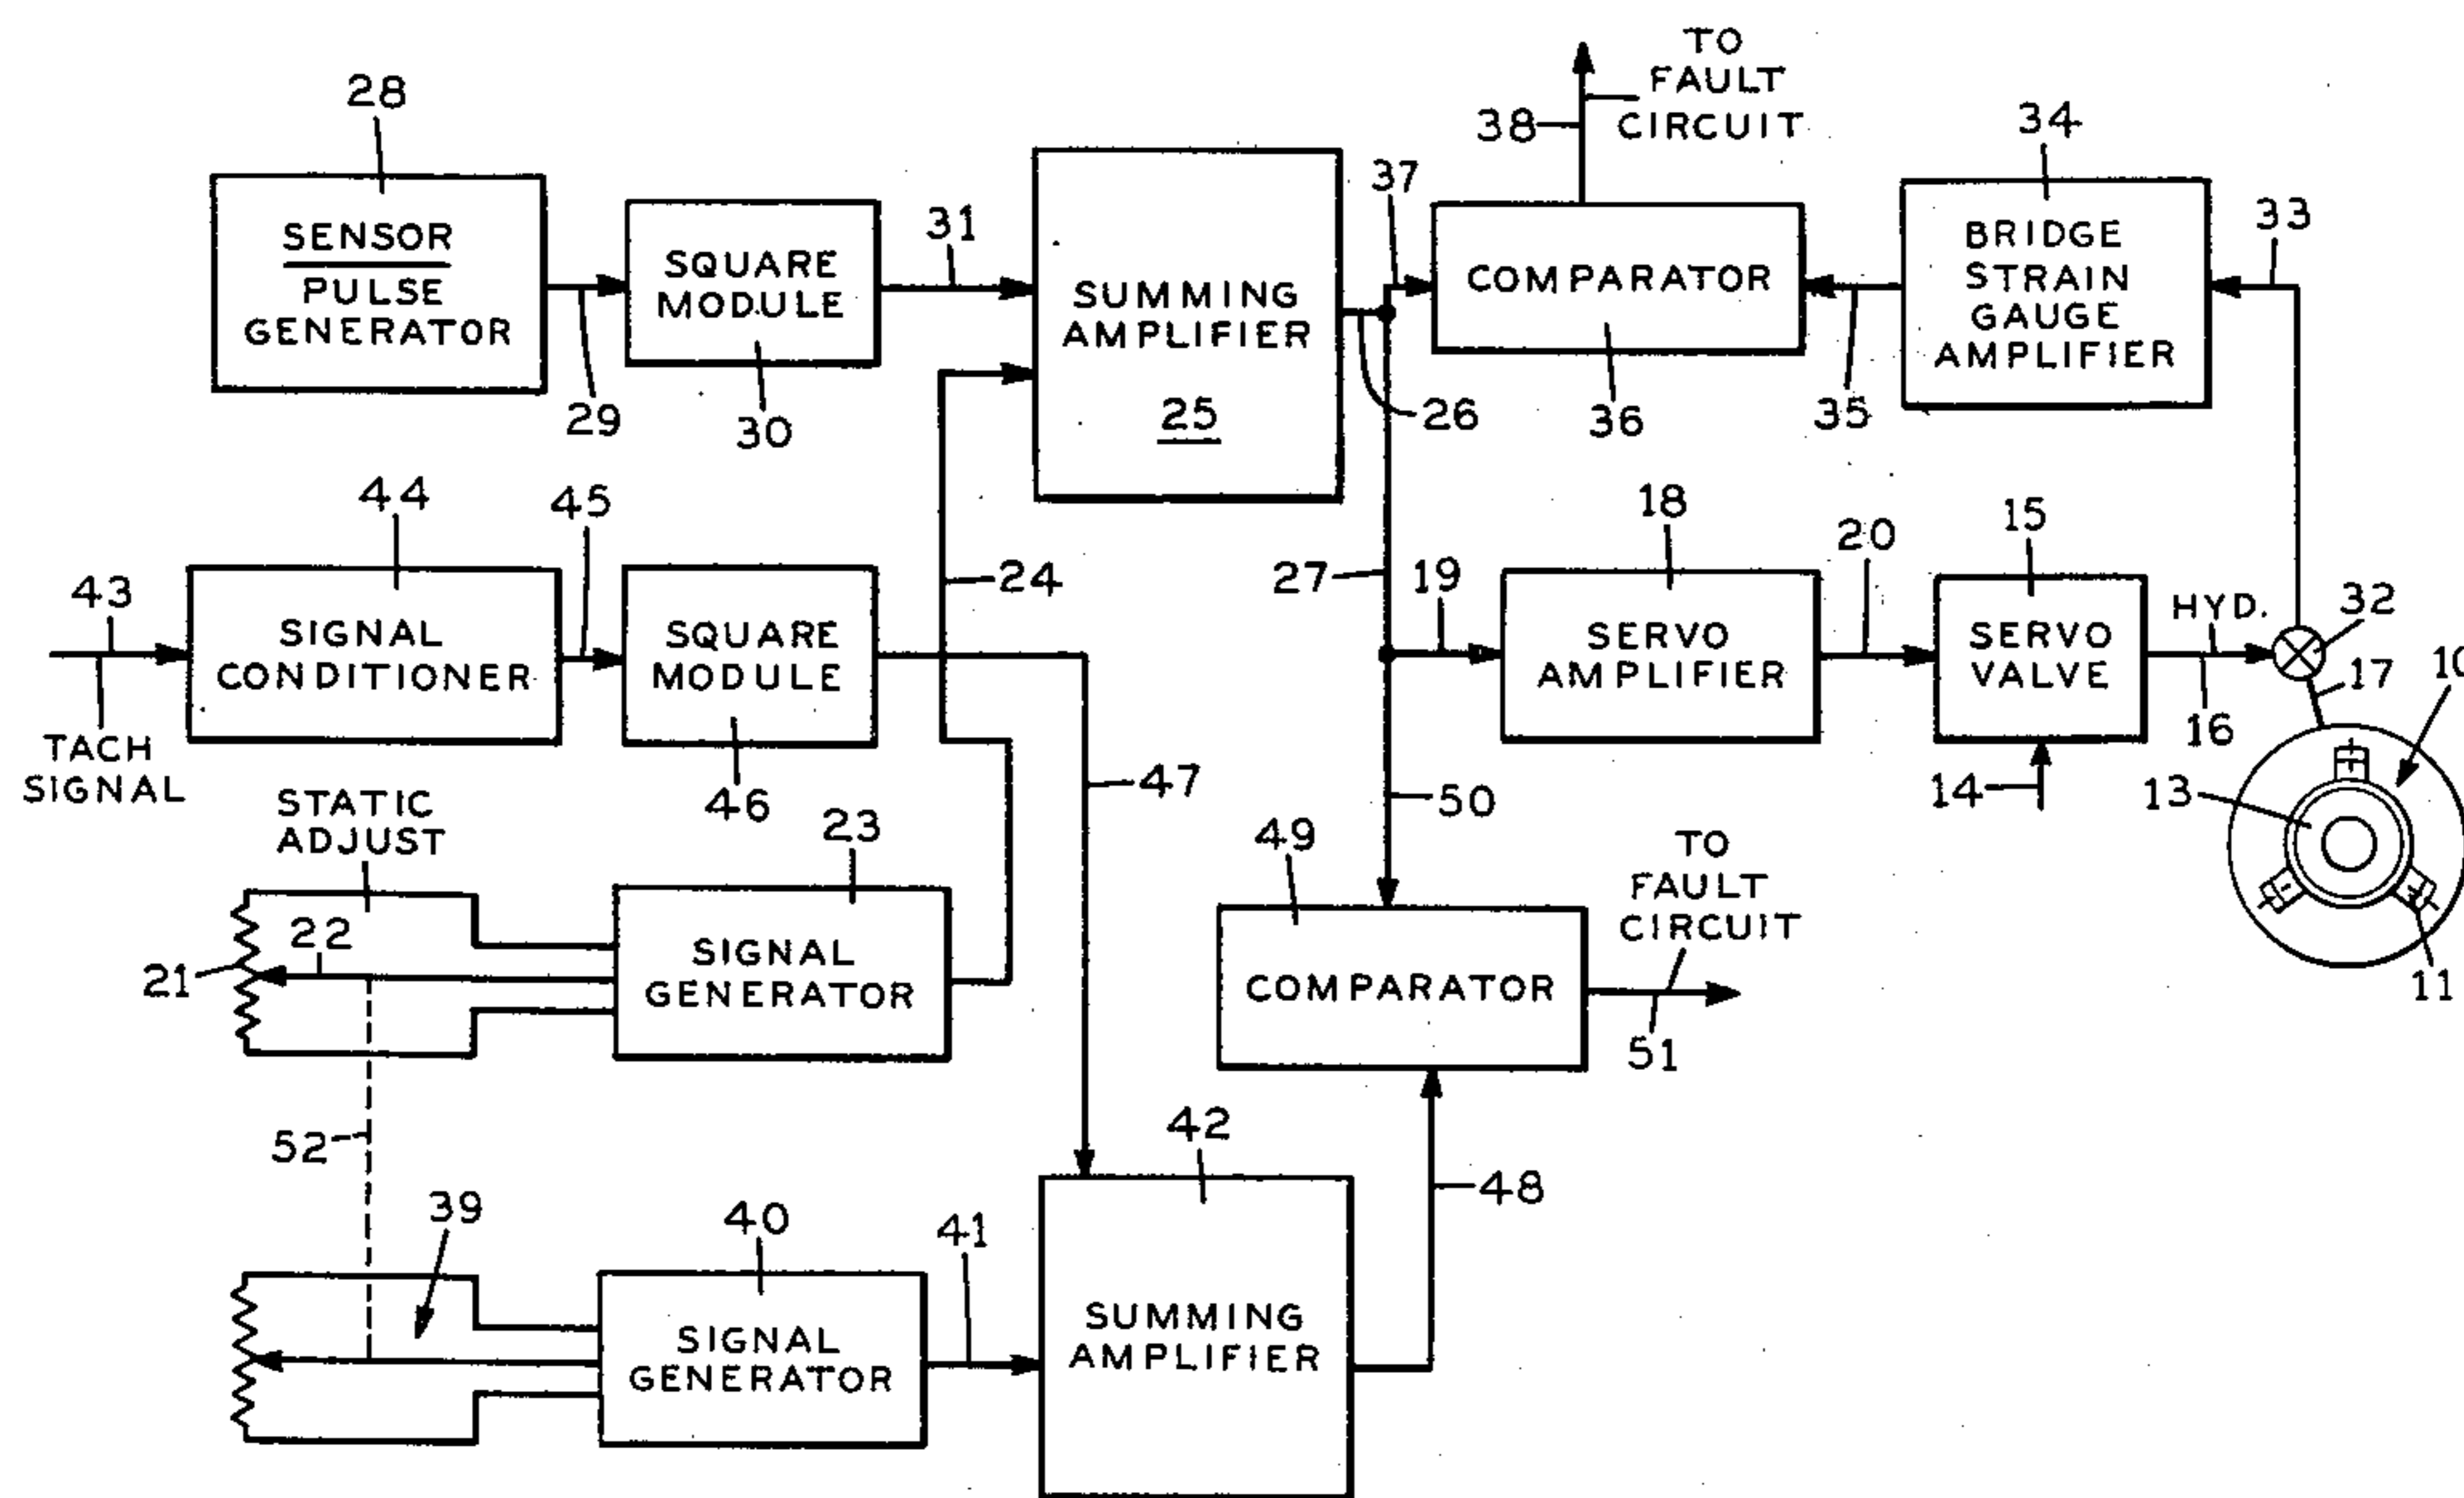 28
SENSOR
PULSE
GENERATOR
29
SQUARE
MODULE
30
31
SUMMING
AMPLIFIER
25
26
37
38
TO
FAULT
CIRCUIT
COMPARATOR
36
35
34
BRIDGE
STRAIN
GAUGE
AMPLIFIER
33
43
TACH
SIGNAL
44
SIGNAL
CONDITIONER
45
SQUARE
MODULE
46
24
47
27
19
18
SERVO
AMPLIFIER
20
15
SERVO
VALVE
14
HYD.
16
32
17
10
13
11
STATIC
ADJUST
21
22
23
SIGNAL
GENERATOR
50
49
COMPARATOR
TO
FAULT
CIRCUIT
51
52
39
40
SIGNAL
GENERATOR
41
42
SUMMING
AMPLIFIER
48